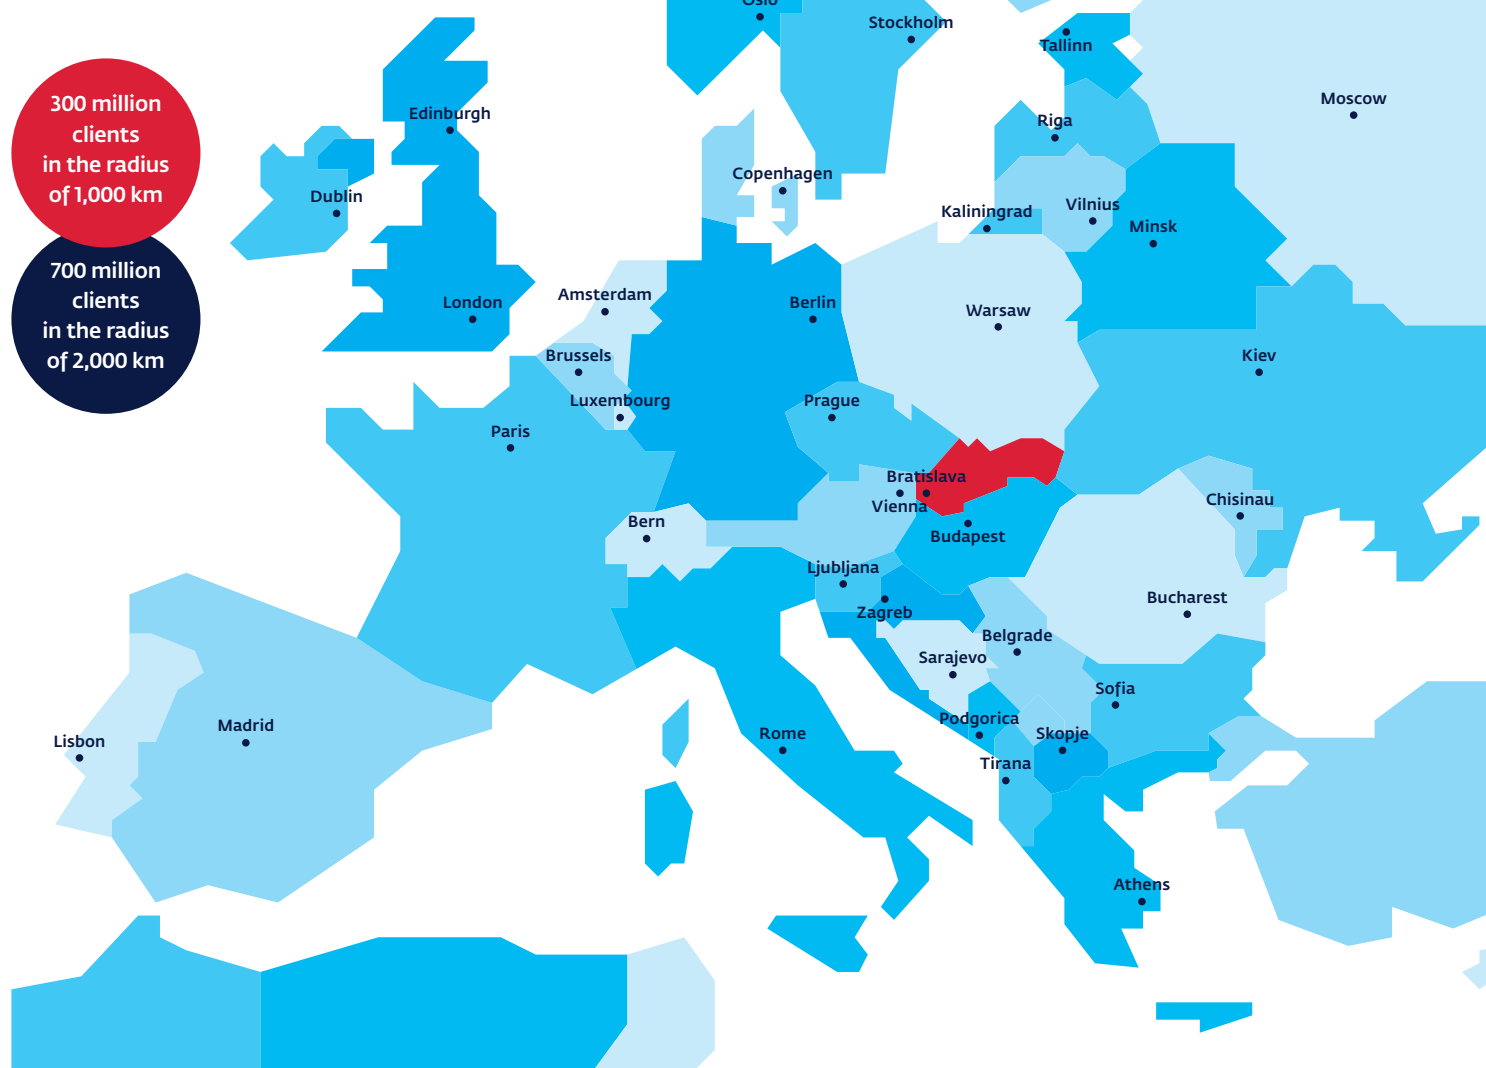 Oslo
Stockholm
Tallinn
Moscow
300 million
clients
in the radius
of 1,000 km
Edinburgh
Riga
Copenhagen
Dublin
Kaliningrad
Vilnius
Minsk
700 million
clients
in the radius
of 2,000 km
London
Amsterdam
Berlin
Warsaw
Brussels
Kiev
Luxembourg
Prague
Paris
Bratislava
Vienna
Chisinau
Bern
Budapest
Ljubljana
Zagreb
Bucharest
Belgrade
Sarajevo
Sofia
Podgorica
Madrid
Lisbon
Rome
Skopje
Tirana
Athens